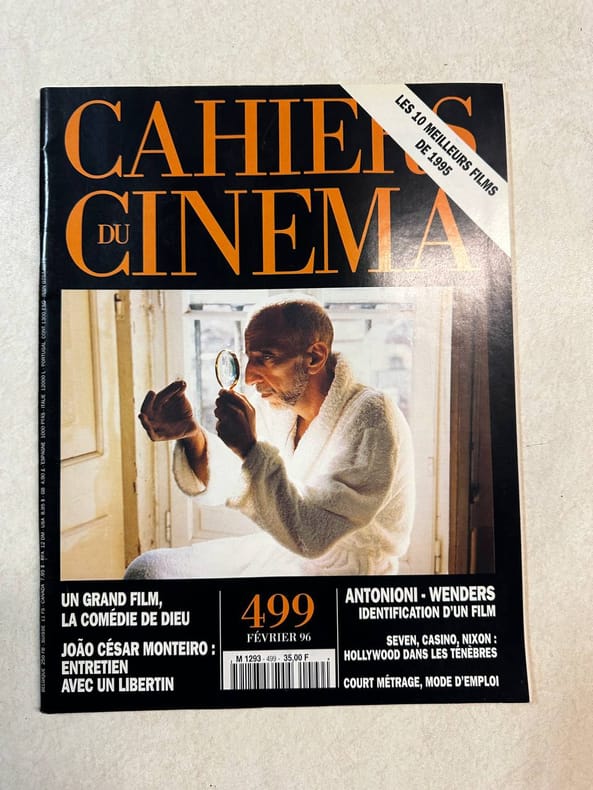 CAHIERS
DU CINEMA
LES 10 MEILLEURS FILMS
DE 1995
UN GRAND FILM,
LA COMÉDIE DE DIEU
JOÃO CÉSAR MONTEIRO :
ENTRETIEN
AVEC UN LIBERTIN
499
FÉVRIER 96
M 1293 - 499 - 35,00 F
ANTONIONI - WENDERS
IDENTIFICATION D'UN FILM
SEVEN, CASINO, NIXON :
HOLLYWOOD DANS LES TÉNÈBRES
COURT MÉTRAGE, MODE D'EMPLOI